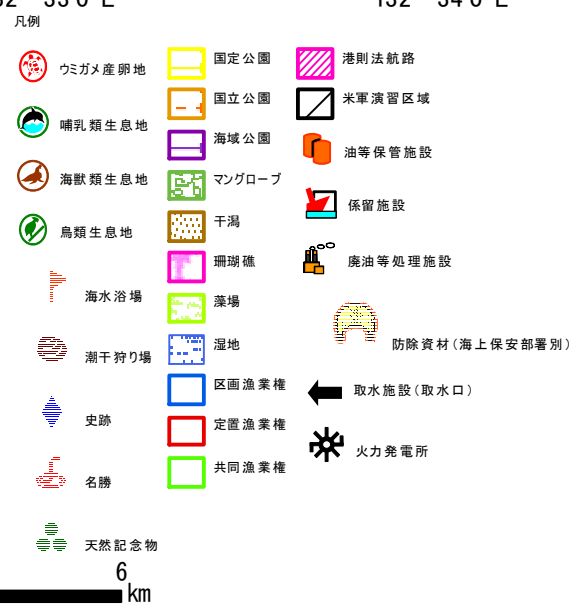 132° 34'0"E
凡例
ウミガメ産卵地
哺乳類生息地
海獣類生息地
鳥類生息地
海水浴場
潮干狩り場
史跡
名勝
天然記念物
国定公園
国立公園
海域公園
マングローブ
干潟
珊瑚礁
藻場
湿地
区画漁業権
定置漁業権
共同漁業権
港則法航路
米軍演習区域
油等保管施設
係留施設
廃油等処理施設
防除資材(海上保安部署別)
取水施設(取水口)
火力発電所
6
km